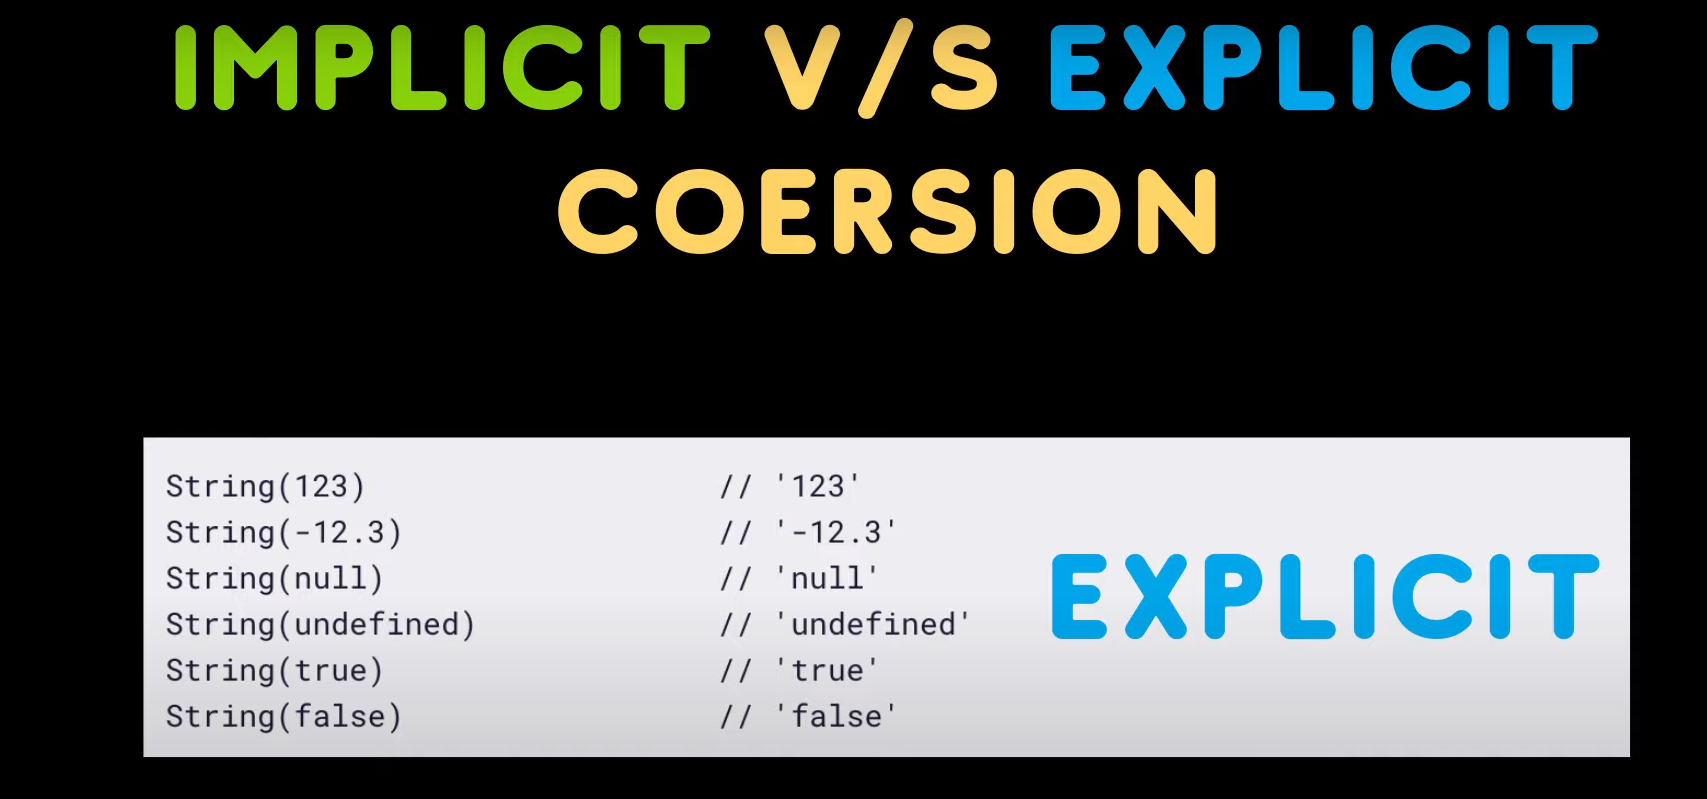 IMPLICIT V/S EXPLICIT
COERSION
String(123) // '123'
String(-12.3) // '-12.3'
String(null) // 'null'
String(undefined) // 'undefined'
String(true) // 'true'
String(false) // 'false'
EXPLICIT